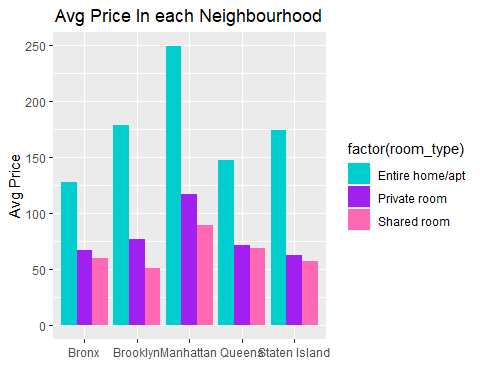 Avg Price In each Neighbourhood
Avg Price
250
200
150
100
50
0
Bronx Brooklyn Manhattan Queens Staten Island
factor(room_type)
Entire home/apt
Private room
Shared room